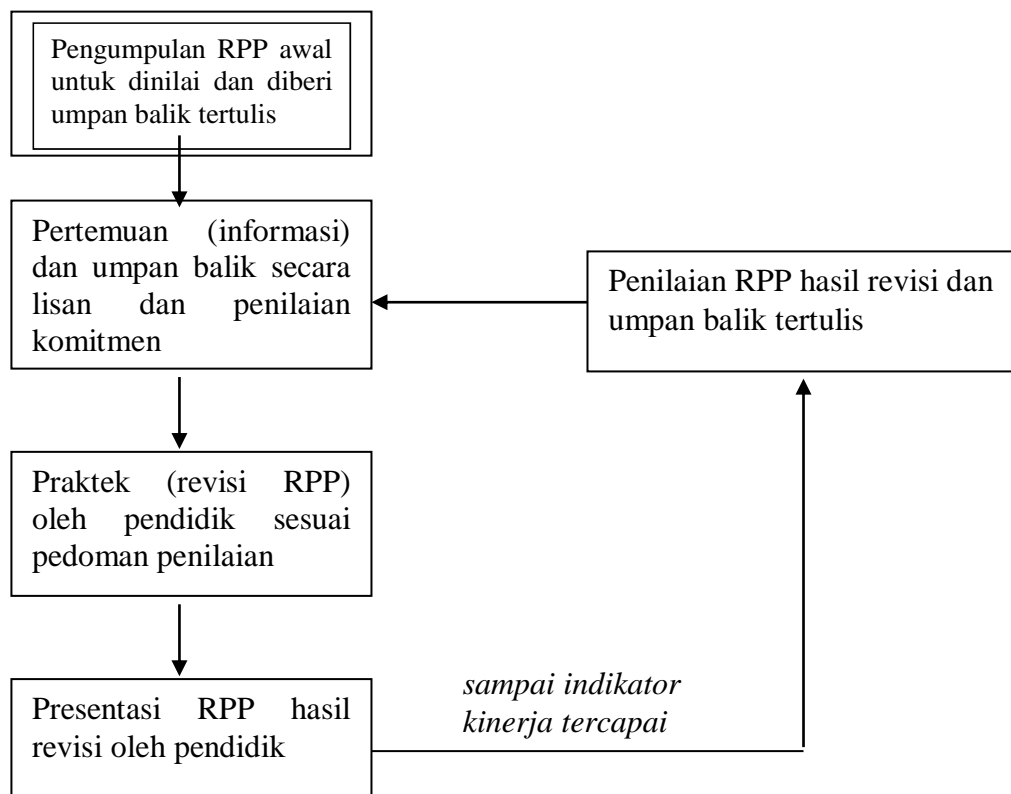 Pengumpulan RPP awal
untuk dinilai dan diberi
umpan balik tertulis
Pertemuan (informasi)
dan umpan balik secara
lisan dan penilaian
komitmen
Penilaian RPP hasil revisi dan
umpan balik tertulis
Praktek (revisi RPP)
oleh pendidik sesuai
pedoman penilaian
Presentasi RPP hasil
revisi oleh pendidik
sampai indikator
kinerja tercapai